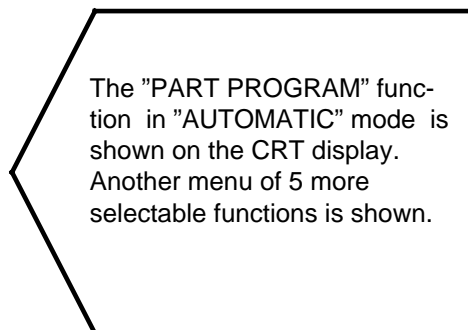 The ”PART PROGRAM” func-
tion in ”AUTOMATIC” mode is
shown on the CRT display.
Another menu of 5 more
selectable functions is shown.